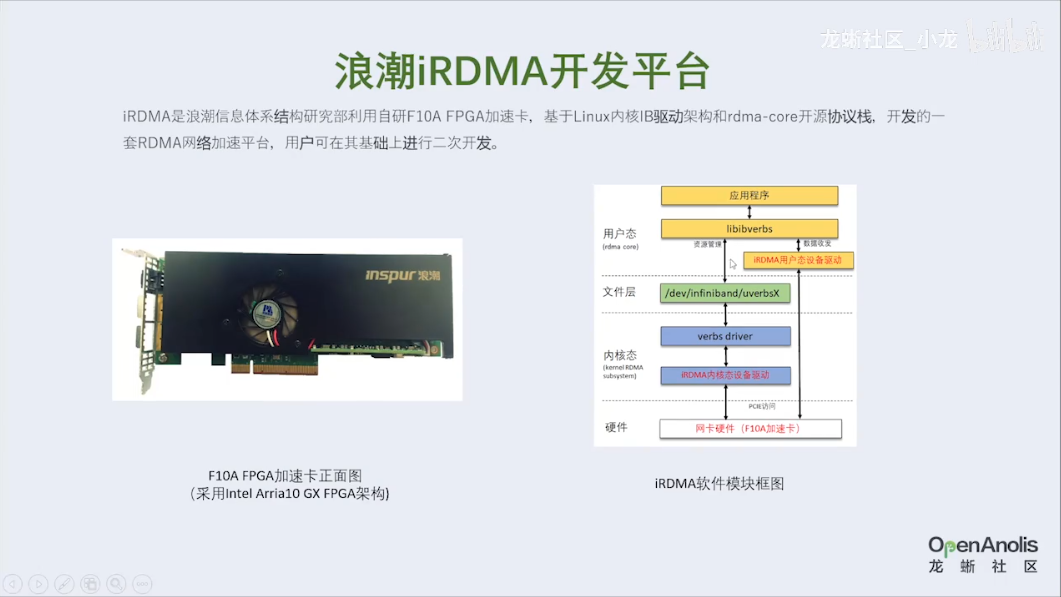 龙蜥社区_小龙
浪潮iRDMA开发平台
iRDMA是浪潮信息体系结构研究部利用自研F10A FPGA加速卡，基于Linux内核IB驱动架构和rdma-core开源协议栈，开发的一
套RDMA网络加速平台，用户可在其基础上进行二次开发。
inspur 浪潮
应用程序
用户态
(rdma core)
libibverbs
资源管理
数据收发
iRDMA用户态设备驱动
文件层
/dev/infiniband/uverbsX
verbs driver
内核态
(kernel RDMA
subsystem)
iRDMA内核态设备驱动
PCIE访问
硬件
网卡硬件（F10A加速卡）
F10A FPGA加速卡正面图
（采用Intel Arria10 GX FPGA架构)
iRDMA软件模块框图
OpenAnolis
龙蜥社区